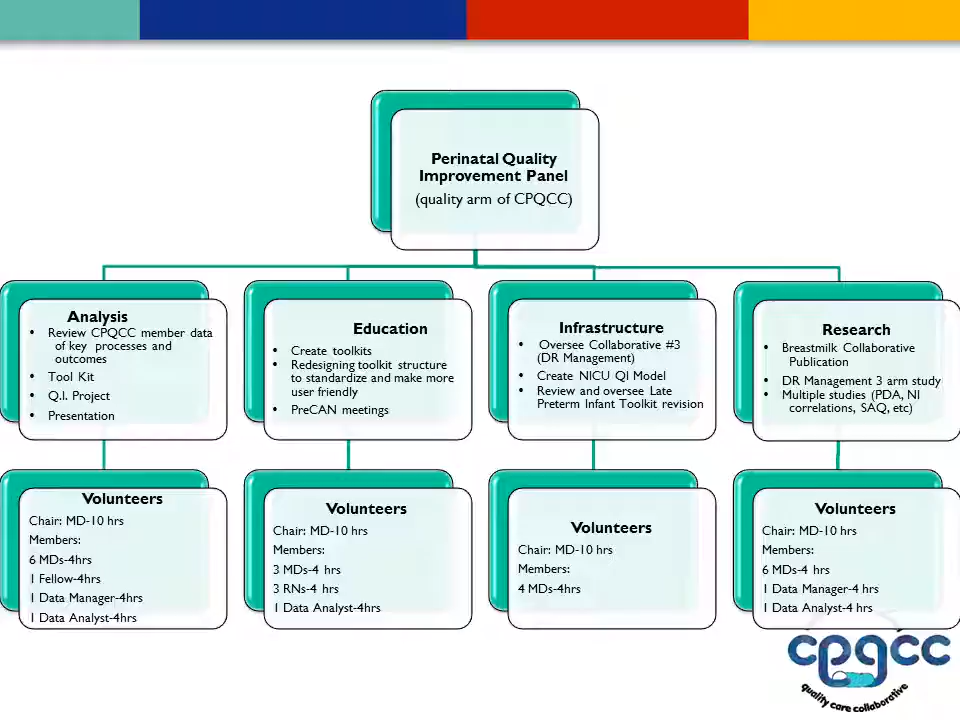 Perinatal Quality
Improvement Panel
(quality arm of CPQCC)
Analysis
• Review CPQCC member data
of key processes and
outcomes
• Tool Kit
• Q.I. Project
• Presentation
Education
• Create toolkits
• Redesigning toolkit structure
to standardize and make more
user friendly
• PreCAN meetings
Infrastructure
• Oversee Collaborative #3
(DR Management)
• Create NICU QI Model
• Review and oversee Late
Preterm Infant Toolkit revision
Research
• Breastmilk Collaborative
Publication
• DR Management 3 arm study
• Multiple studies (PDA, NI
correlations, SAQ, etc)
Volunteers
Chair: MD-10 hrs
Members:
6 MDs-4hrs
1 Fellow-4hrs
1 Data Manager-4hrs
1 Data Analyst-4hrs
Volunteers
Chair: MD-10 hrs
Members:
3 MDs-4 hrs
3 RNs-4 hrs
1 Data Analyst-4hrs
Volunteers
Chair: MD-10 hrs
Members:
4 MDs-4hrs
Volunteers
Chair: MD-10 hrs
Members:
6 MDs-4 hrs
1 Data Manager-4 hrs
1 Data Analyst-4 hrs
cpqcc
quality care collaborative